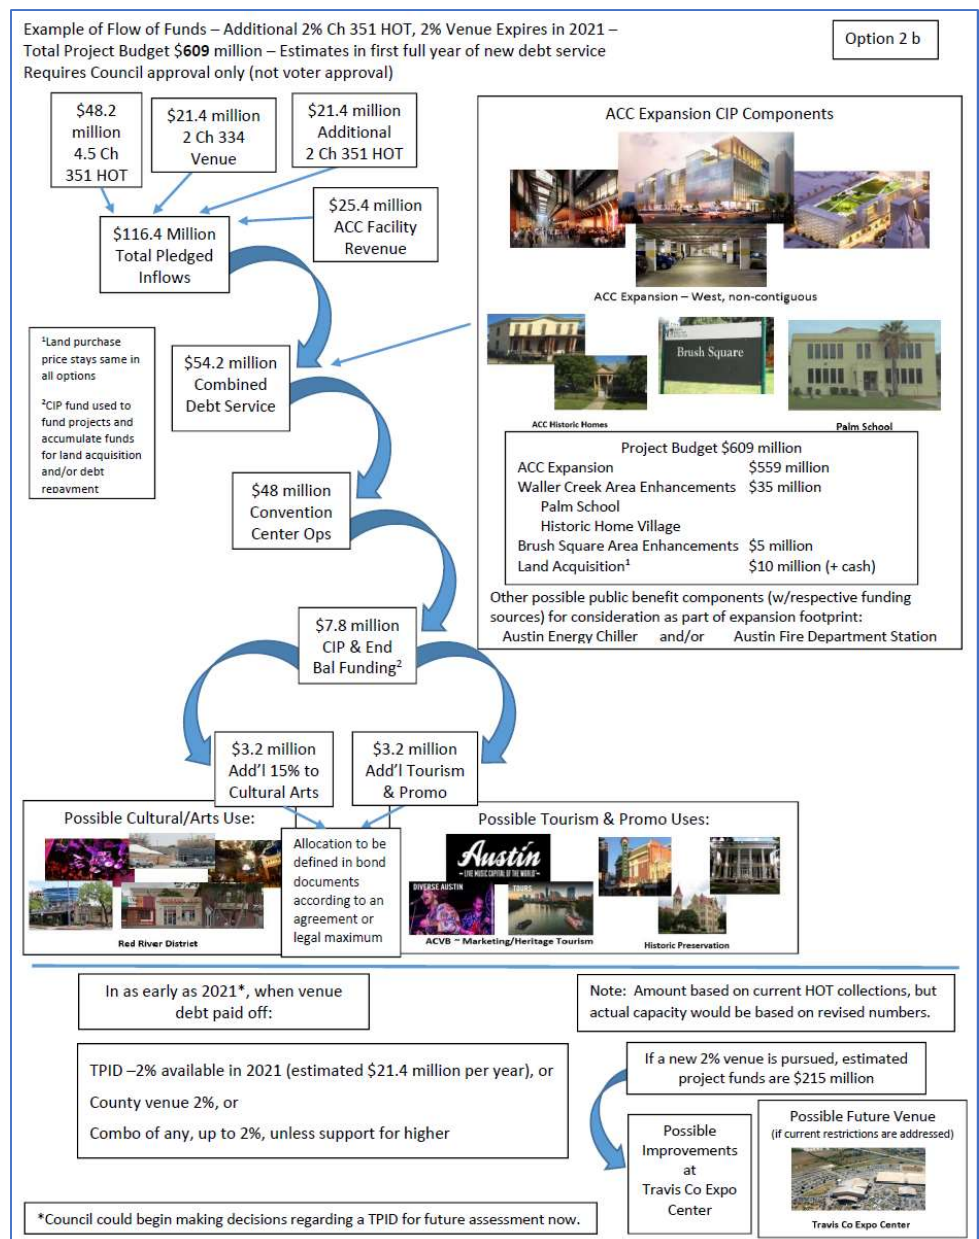 Example of Flow of Funds – Additional 2% Ch 351 HOT, 2% Venue Expires in 2021 –
Total Project Budget $609 million – Estimates in first full year of new debt service
Requires Council approval only (not voter approval)
Option 2 b
$48.2
million
4.5 Ch
351 HOT
$21.4 million
2 Ch 334
Venue
$21.4 million
Additional
2 Ch 351 HOT
$25.4 million
ACC Facility
Revenue
$116.4 Million
Total Pledged
Inflows
¹Land purchase
price stays same in
all options
²CIP fund used to
fund projects and
accumulate funds
for land acquisition
and/or debt
repayment
$54.2 million
Combined
Debt Service
$48 million
Convention
Center Ops
$7.8 million
CIP & End
Bal Funding²
$3.2 million
Add'l 15% to
Cultural Arts
$3.2 million
Add'l Tourism
& Promo
ACC Expansion CIP Components
ACC Expansion – West, non-contiguous
Brush Square
ACC Historic Homes
Palm School
Project Budget $609 million
ACC Expansion $559 million
Waller Creek Area Enhancements $35 million
Palm School
Historic Home Village
Brush Square Area Enhancements $5 million
Land Acquisition¹ $10 million (+ cash)
Other possible public benefit components (w/respective funding
sources) for consideration as part of expansion footprint:
Austin Energy Chiller and/or Austin Fire Department Station
Possible Cultural/Arts Use:
Red River District
Allocation to be
defined in bond
documents
according to an
agreement or
legal maximum
Possible Tourism & Promo Uses:
Austin
LIVE MUSIC CAPITAL OF THE WORLD
DIVERSE AUSTIN
TOURS
ACVB – Marketing/Heritage Tourism
Historic Preservation
In as early as 2021*, when venue
debt paid off:
TPID –2% available in 2021 (estimated $21.4 million per year), or
County venue 2%, or
Combo of any, up to 2%, unless support for higher
*Council could begin making decisions regarding a TPID for future assessment now.
Note: Amount based on current HOT collections, but
actual capacity would be based on revised numbers.
If a new 2% venue is pursued, estimated
project funds are $215 million
Possible
Improvements
at
Travis Co Expo
Center
Possible Future Venue
(if current restrictions are addressed)
Travis Co Expo Center